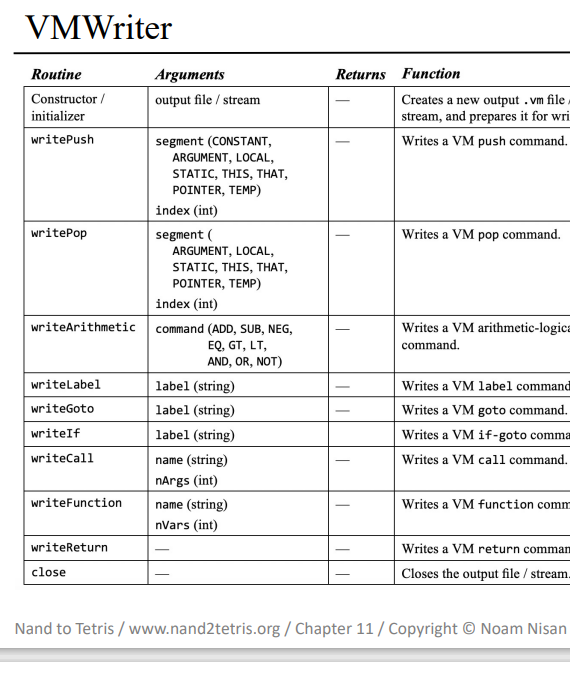 VMWriter
Routine Arguments Returns Function
Constructor / output file / stream — Creates a new output .vm file /
initializer stream, and prepares it for
writePush segment (CONSTANT, — Writes a VM push command.
ARGUMENT, LOCAL,
STATIC, THIS, THAT,
POINTER, TEMP)
index (int)
writePop segment ( — Writes a VM pop command.
ARGUMENT, LOCAL,
STATIC, THIS, THAT,
POINTER, TEMP)
index (int)
writeArithmetic command (ADD, SUB, NEG, — Writes a VM
EQ, GT, LT, command.
AND, OR, NOT)
writeLabel label (string) — Writes a VM label command
writeGoto label (string) — Writes a VM goto command.
writeIf label (string) Writes a VM if-goto
writeCall name (string) — Writes a VM call command.
nArgs (int)
writeFunction name (string) — Writes a VM function
nVars (int)
writeReturn — — Writes a VM return
close — — Closes the output file / stream.
Nand to Tetris / www.nand2tetris.org / Chapter 11 / Copyright © Noam Nisan